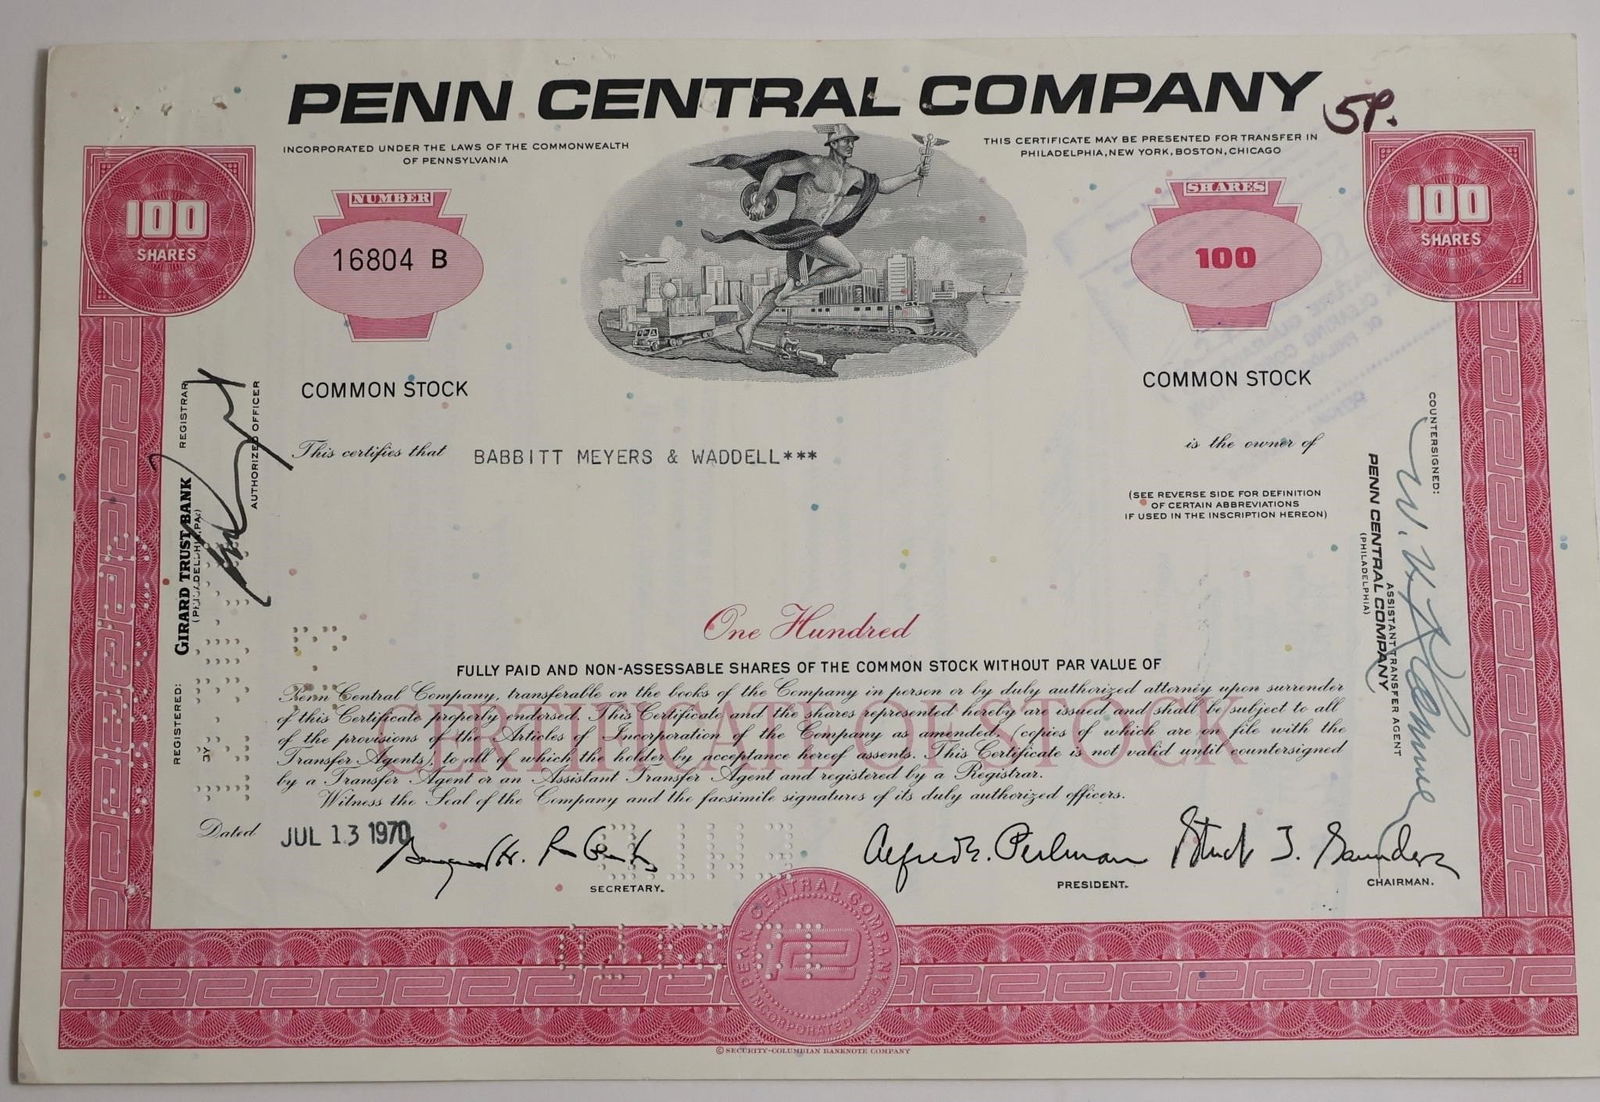 PENN CENTRAL COMPANY
5P.
INCORPORATED UNDER THE LAWS OF THE COMMONWEALTH
OF PENNSYLVANIA
THIS CERTIFICATE MAY BE PRESENTED FOR TRANSFER IN
PHILADELPHIA, NEW YORK, BOSTON, CHICAGO
100
SHARES
NUMBER
16804 B
SHARES
100
100
SHARES
COMMON STOCK
COMMON STOCK
This certifies that
BABBITT MEYERS & WADDELL***
is the owner of
(SEE REVERSE SIDE FOR DEFINITION
OF CERTAIN ABBREVIATIONS
IF USED IN THE INSCRIPTION HEREON)
One Hundred
FULLY PAID AND NON-ASSESSABLE SHARES OF THE COMMON STOCK WITHOUT PAR VALUE OF
Penn Central Company, transferable on the books of the Company in person or by duly authorized attorney upon surrender
of this Certificate properly endorsed. This Certificate and the shares represented hereby are issued and shall be subject to all
of the provisions of the Articles of Incorporation of the Company as amended, copies of which are on file with the
Transfer Agents, to all of which the holder by acceptance hereof assents. This Certificate is not valid until countersigned
by a Transfer Agent or an Assistant Transfer Agent and registered by a Registrar.
Witness the Seal of the Company and the facsimile signatures of its duly authorized officers.
CERTIFICATE OF STOCK
Dated
JUL 13 1970
SECRETARY.
Alfred E. Perlman
PRESIDENT.
Stuart T. Saunders
CHAIRMAN.
REGISTERED:
GIRARD TRUST BANK
(PHILADELPHIA, PA.)
REGISTRAR
BY
AUTHORIZED OFFICER
COUNTERSIGNED:
PENN CENTRAL COMPANY
(PHILADELPHIA)
ASSISTANT TRANSFER AGENT
PENN CENTRAL COMPANY
INCORPORATED
© SECURITY-COLUMBIAN BANKNOTE COMPANY